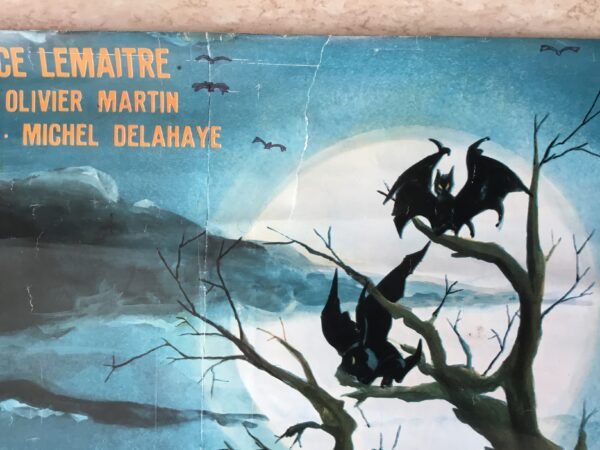 CE LEMAITRE
OLIVIER MARTIN
· MICHEL DELAHAYE